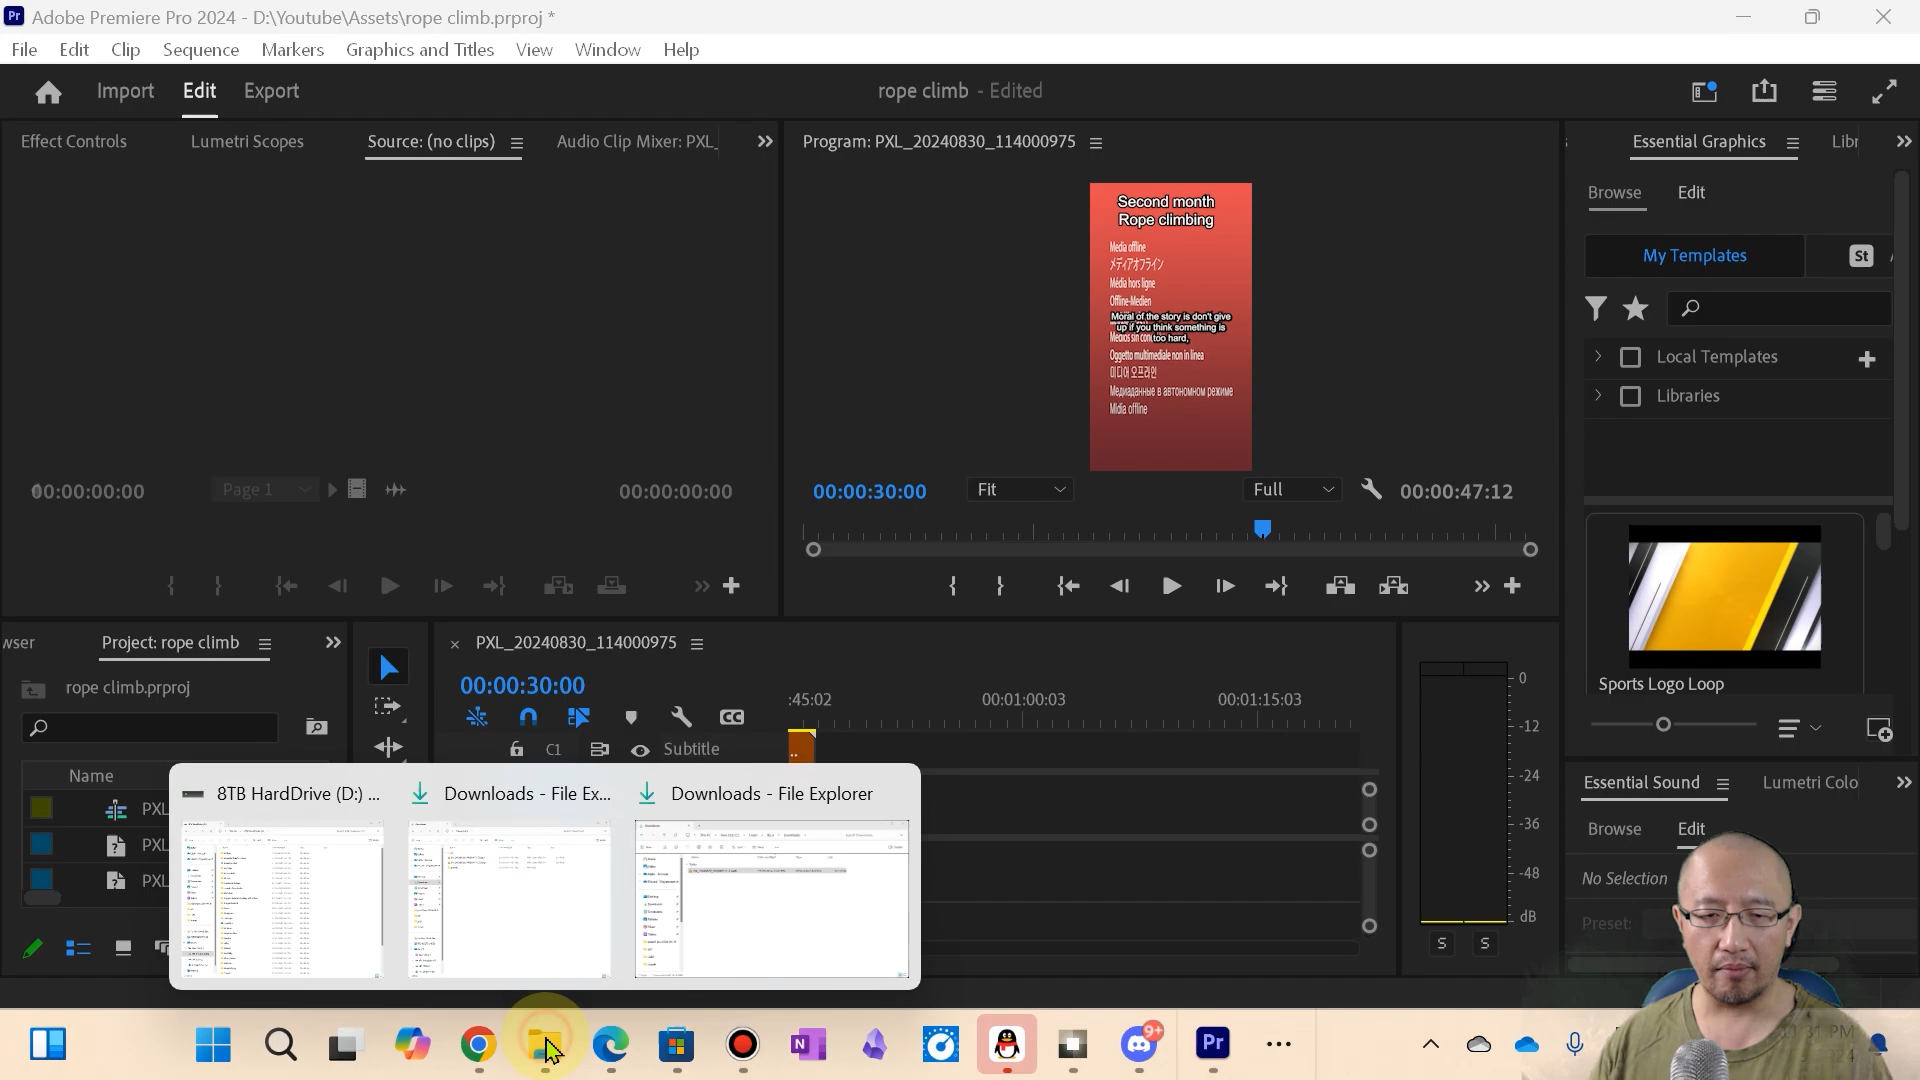 Adobe Premiere Pro 2024 - D:\Youtube\Assets\rope climb.prproj *
File Edit Clip Sequence Markers Graphics and Titles View Window Help
Import Edit Export
rope climb - Edited
Effect Controls Lumetri Scopes Source: (no clips) Audio Clip Mixer: PXL_
Program: PXL_20240830_114000975
Essential Graphics Libr
Browse Edit
My Templates St
Second month
Rope climbing
Media offline
メディアオフライン
Média hors ligne
Offline-Medien
Moral of the story is don't give
up if you think something is
too hard,
Oggetto multimediale non in linea
미디어 오프라인
Медиаданные в автономном режиме
Mídia offline
Local Templates
Libraries
00:00:00:00 Page 1 00:00:00:00
00:00:30:00 Fit Full 00:00:47:12
Sports Logo Loop
wser Project: rope climb
PXL_20240830_114000975
rope climb.prproj
00:00:30:00
:45:02 00:01:00:03 00:01:15:03
CC
C1 Subtitle
Name
PXL
PXL
PXL
0
-12
-24
-36
-48
dB
S S
Essential Sound Lumetri Colo
Browse Edit
No Selection
Preset:
8TB HardDrive (D:) ...
Downloads - File Ex...
Downloads - File Explorer
N
9+
Pr
11:31 PM